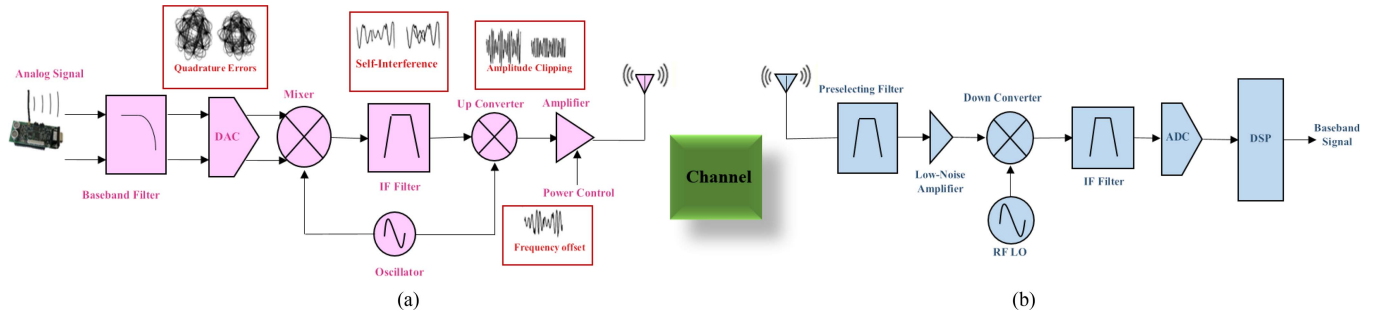 Quadrature Errors
Self-Interference
Amplitude Clipping
Analog Signal
Mixer
Up Converter
Amplifier
Preselecting Filter
Down Converter
DAC
ADC
DSP
Baseband
Signal
Channel
Low-Noise
Amplifier
Baseband Filter
IF Filter
Power Control
IF Filter
Frequency offset
Oscillator
RF LO
(a)
(b)